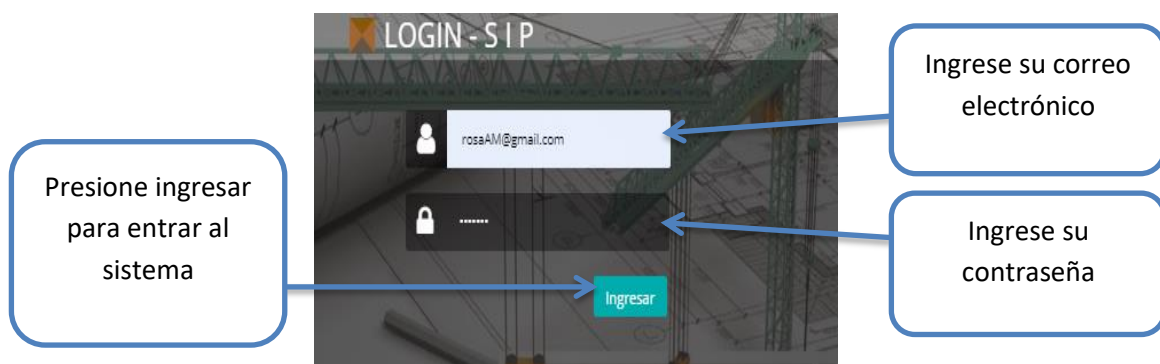 LOGIN - S I P
Ingrese su correo
electrónico
rosaAM@gmail.com
Presione ingresar
para entrar al
sistema
.......
Ingrese su
contraseña
Ingresar